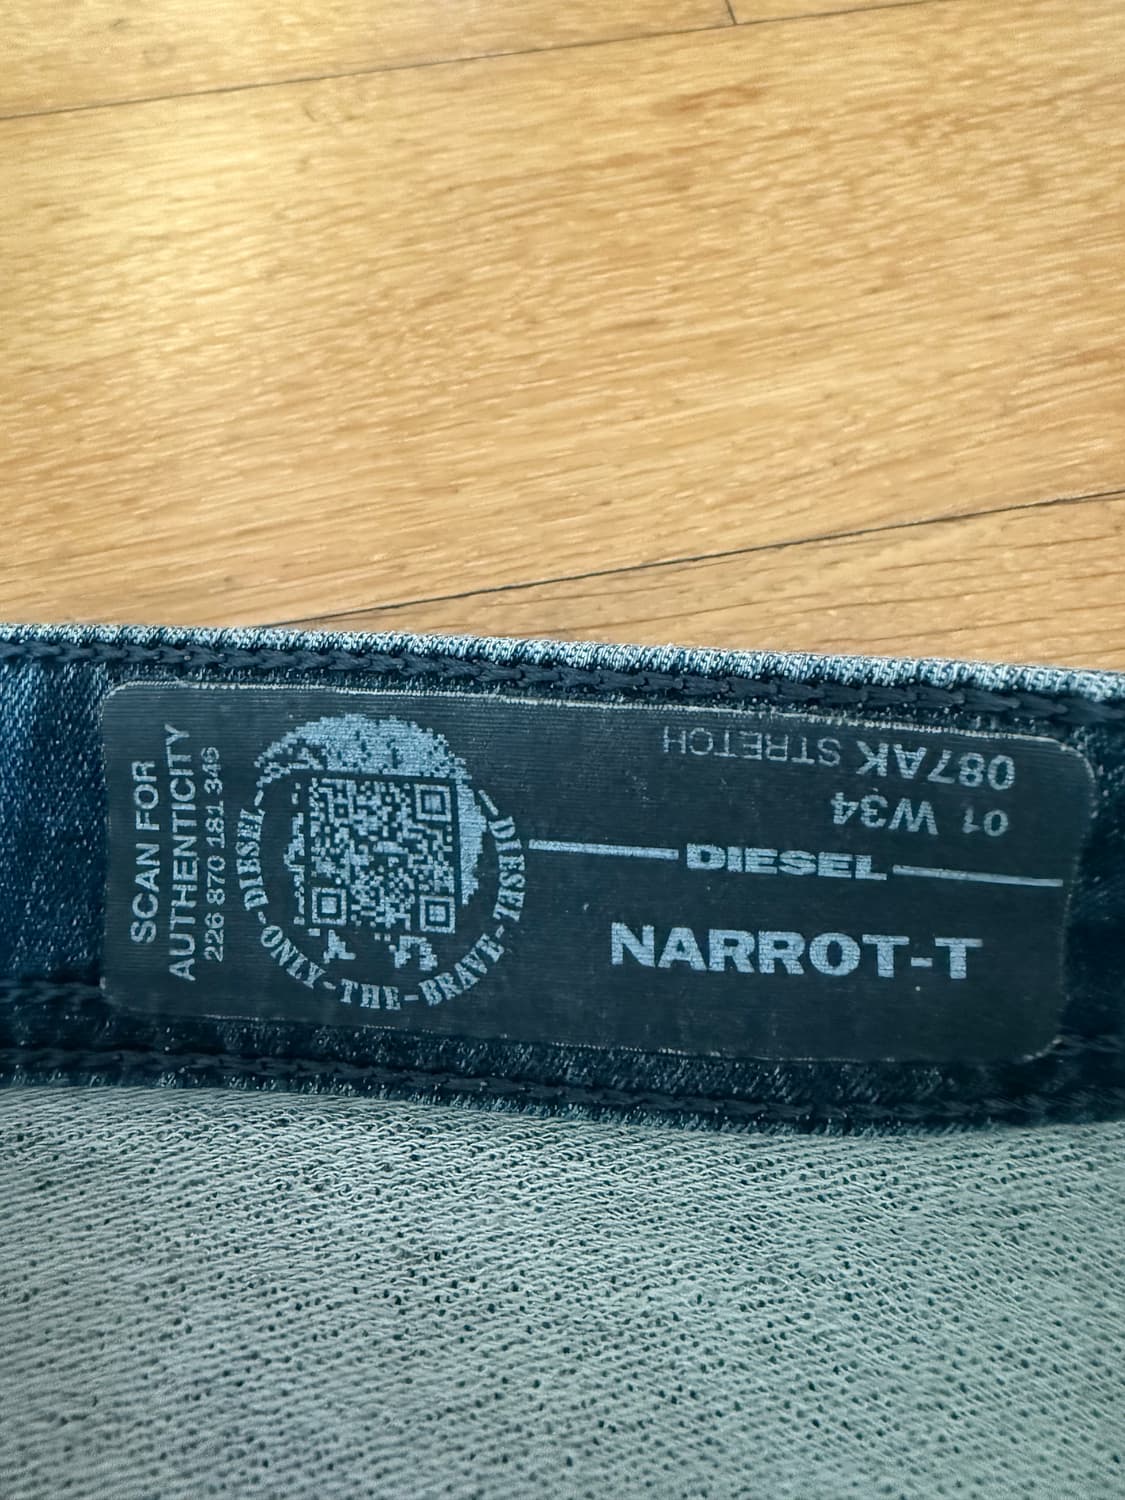 SCAN FOR
AUTHENTICITY
226 870 181 346
DIESEL-ONLY-THE-BRAVE-DIESEL
087AK STRETCH
01 W34
DIESEL
NARROT-T